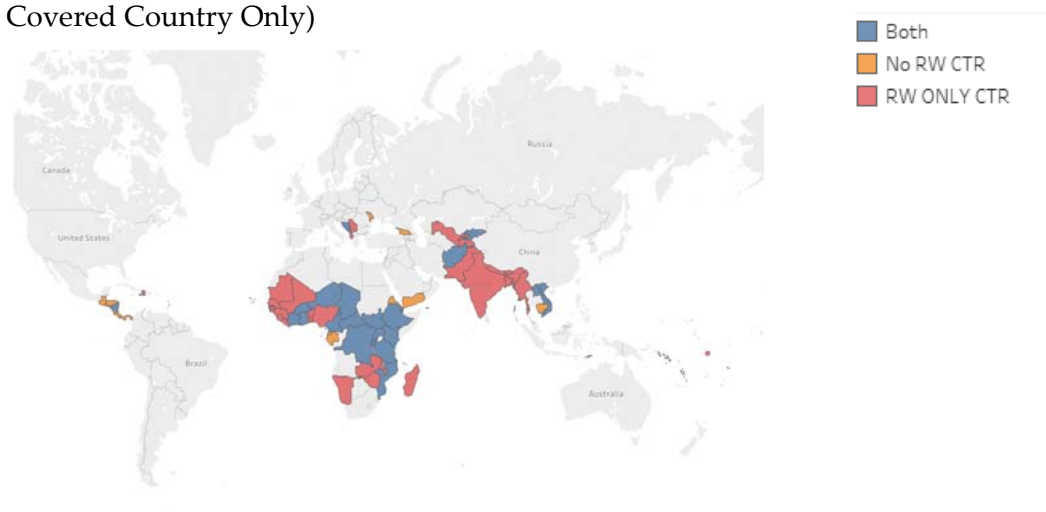 Covered Country Only)
Both
No RW CTR
RW ONLY CTR
Russia
Canada
United States
China
Brazil
Australia